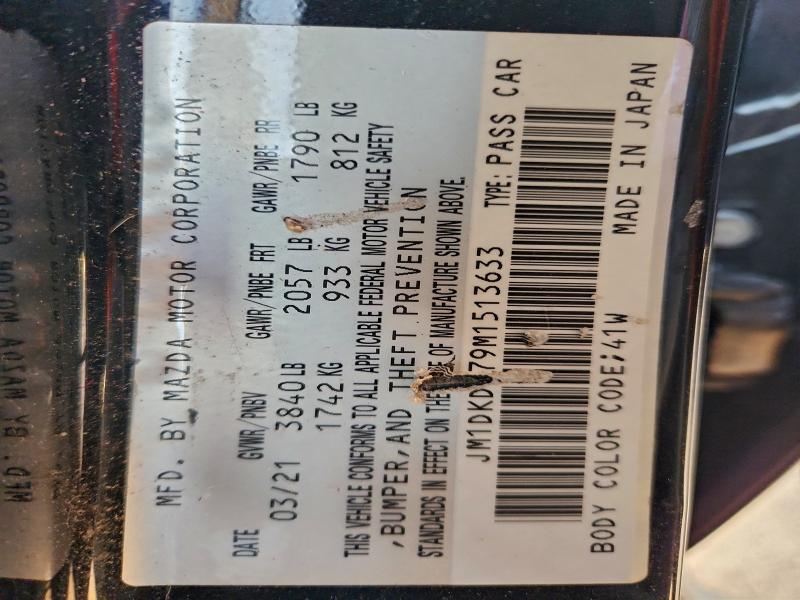 MFD. BY MAZDA MOTOR CORPORATION
DATE GVWR/PNBV GAWR/PNBE FRT GAWR/PNBE RR
03/21 3840 LB 2057 LB 1790 LB
1742 KG 933 KG 812 KG
THIS VEHICLE CONFORMS TO ALL APPLICABLE FEDERAL MOTOR VEHICLE SAFETY
,BUMPER,AND THEFT PREVENTION
STANDARDS IN EFFECT ON THE OF MANUFACTURE SHOWN ABOVE.
TYPE: PASS CAR
BODY COLOR CODE;41W MADE IN JAPAN